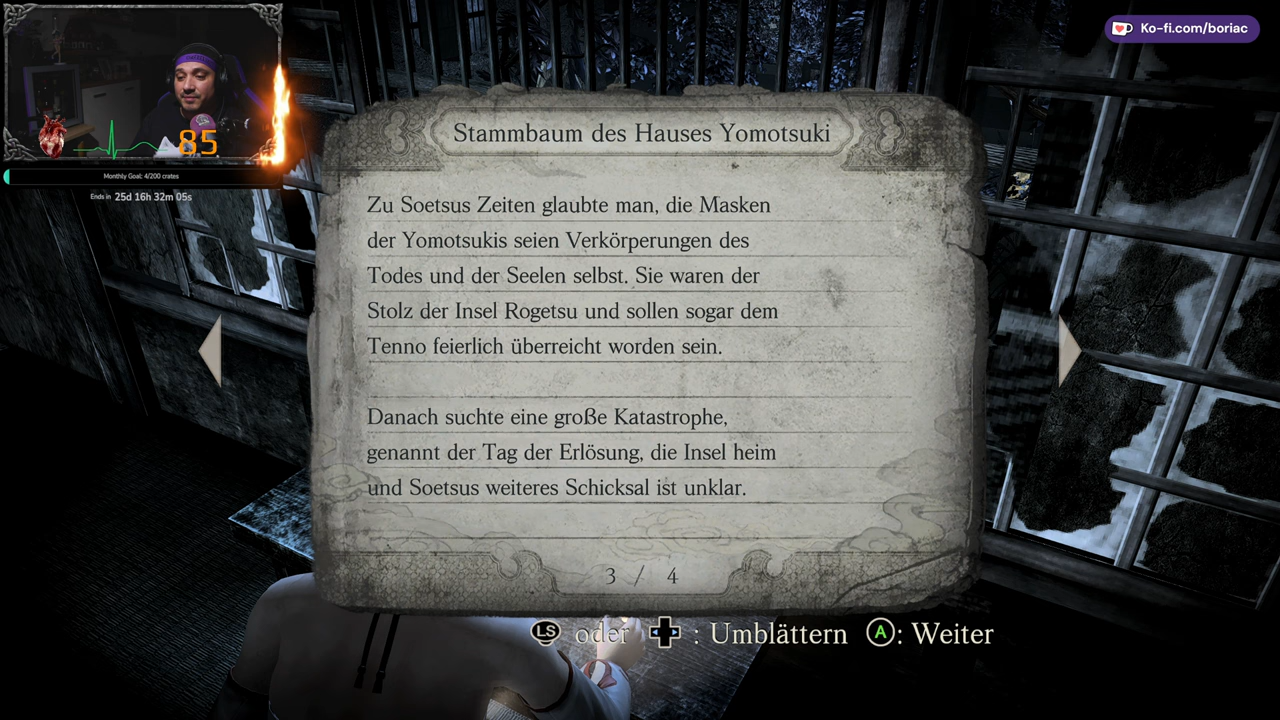 Ko-fi.com/boriac
85
Monthly Goal: 4/200 crates
Ends in 25d 16h 32m 05s
Stammbaum des Hauses Yomotsuki
Zu Soetsus Zeiten glaubte man, die Masken
der Yomotsukis seien Verkörperungen des
Todes und der Seelen selbst. Sie waren der
Stolz der Insel Rogetsu und sollen sogar dem
Tenno feierlich überreicht worden sein.
Danach suchte eine große Katastrophe,
genannt der Tag der Erlösung, die Insel heim
und Soetsus weiteres Schicksal ist unklar.
3 / 4
LS oder : Umblättern A : Weiter